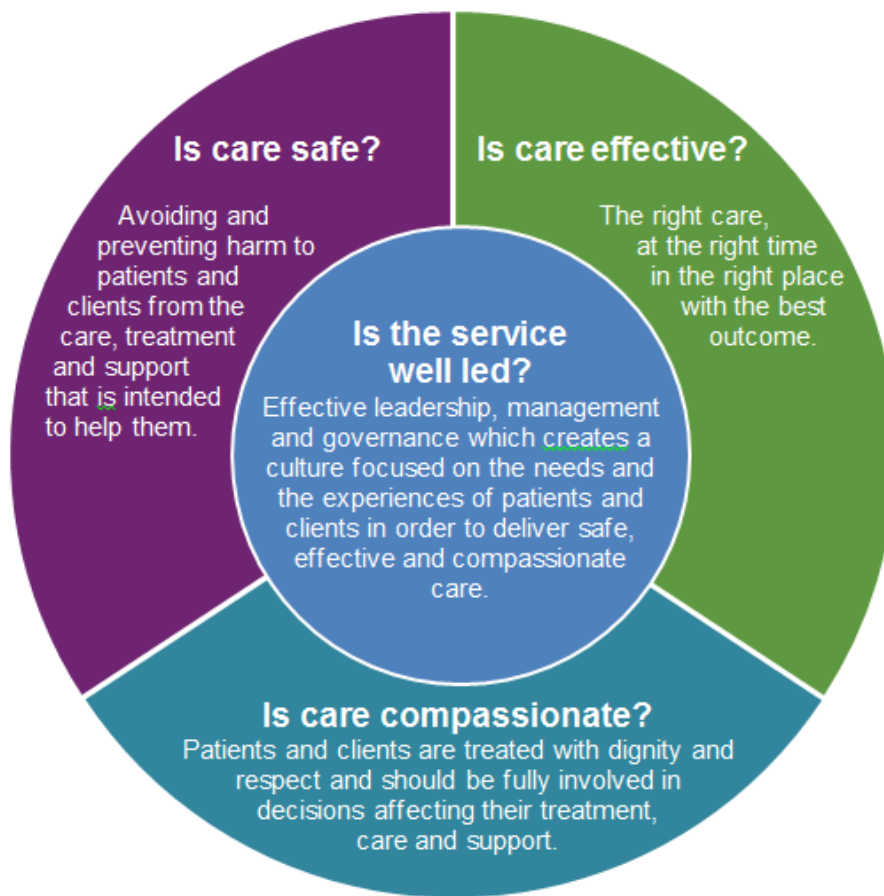 Is care safe?
Avoiding and
preventing harm to
patients and
clients from the
care, treatment
and support
that is intended
to help them.
Is care effective?
The right care,
at the right time
in the right place
with the best
outcome.
Is the service
well led?
Effective leadership, management
and governance which creates a
culture focused on the needs and
the experiences of patients and
clients in order to deliver safe,
effective and compassionate
care.
Is care compassionate?
Patients and clients are treated with dignity and
respect and should be fully involved in
decisions affecting their treatment,
care and support.